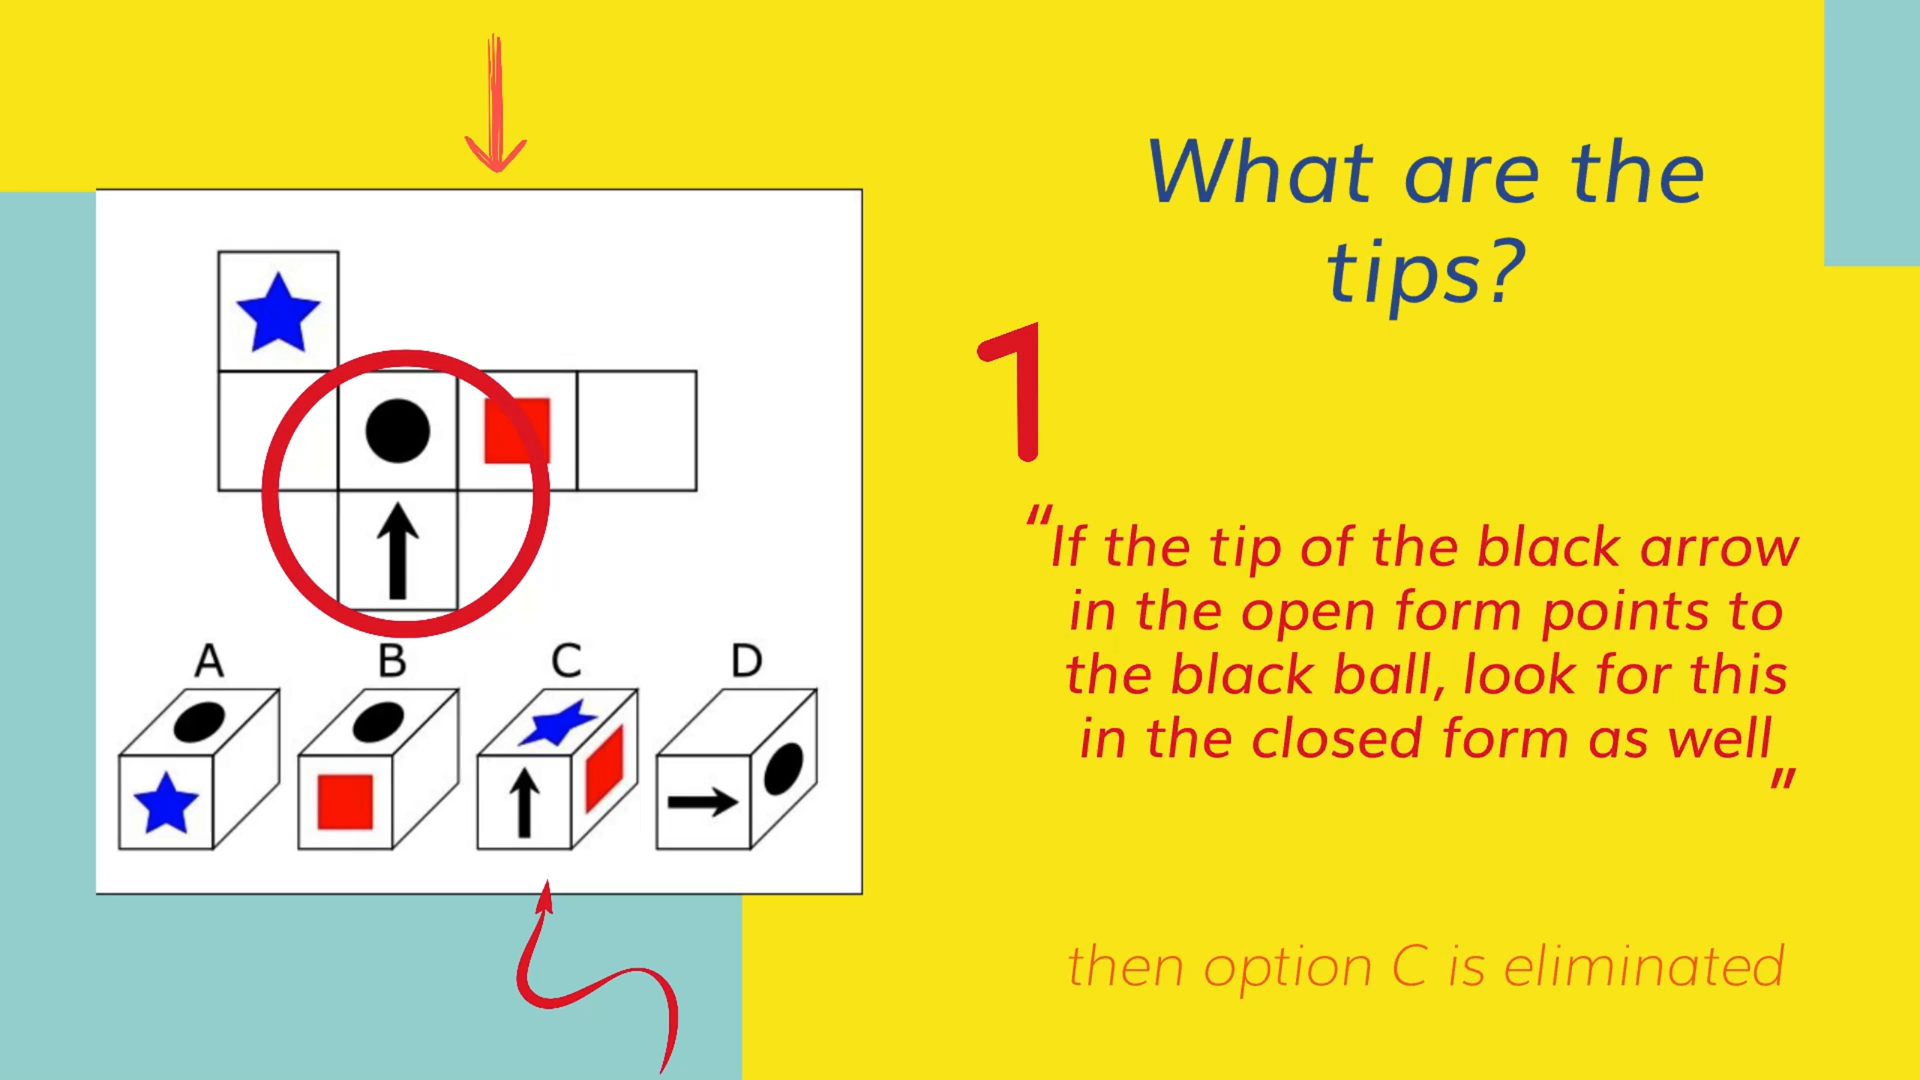 What are the
tips?
1
“If the tip of the black arrow
in the open form points to
the black ball, look for this
in the closed form as well
”
A B C D
then option C is eliminated